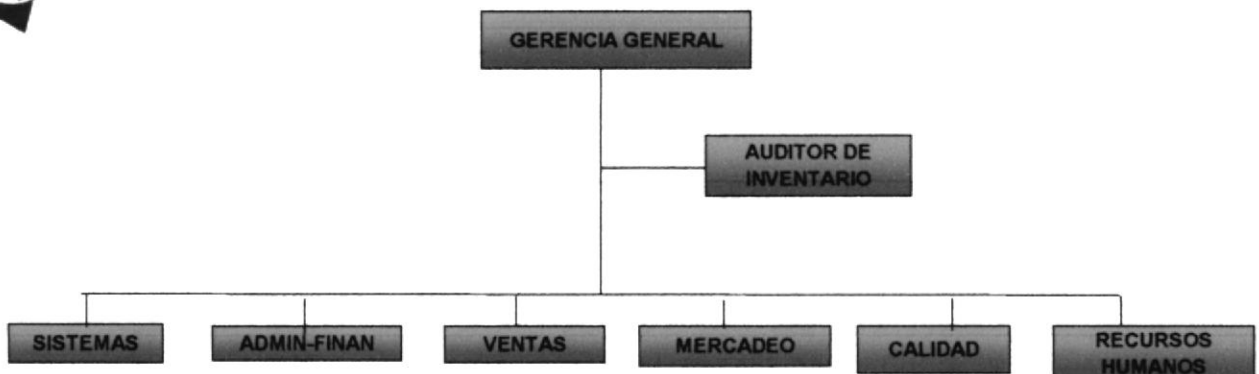 GERENCIA GENERAL
AUDITOR DE
INVENTARIO
SISTEMAS
ADMIN-FINAN
VENTAS
MERCADEO
CALIDAD
RECURSOS
HUMANOS